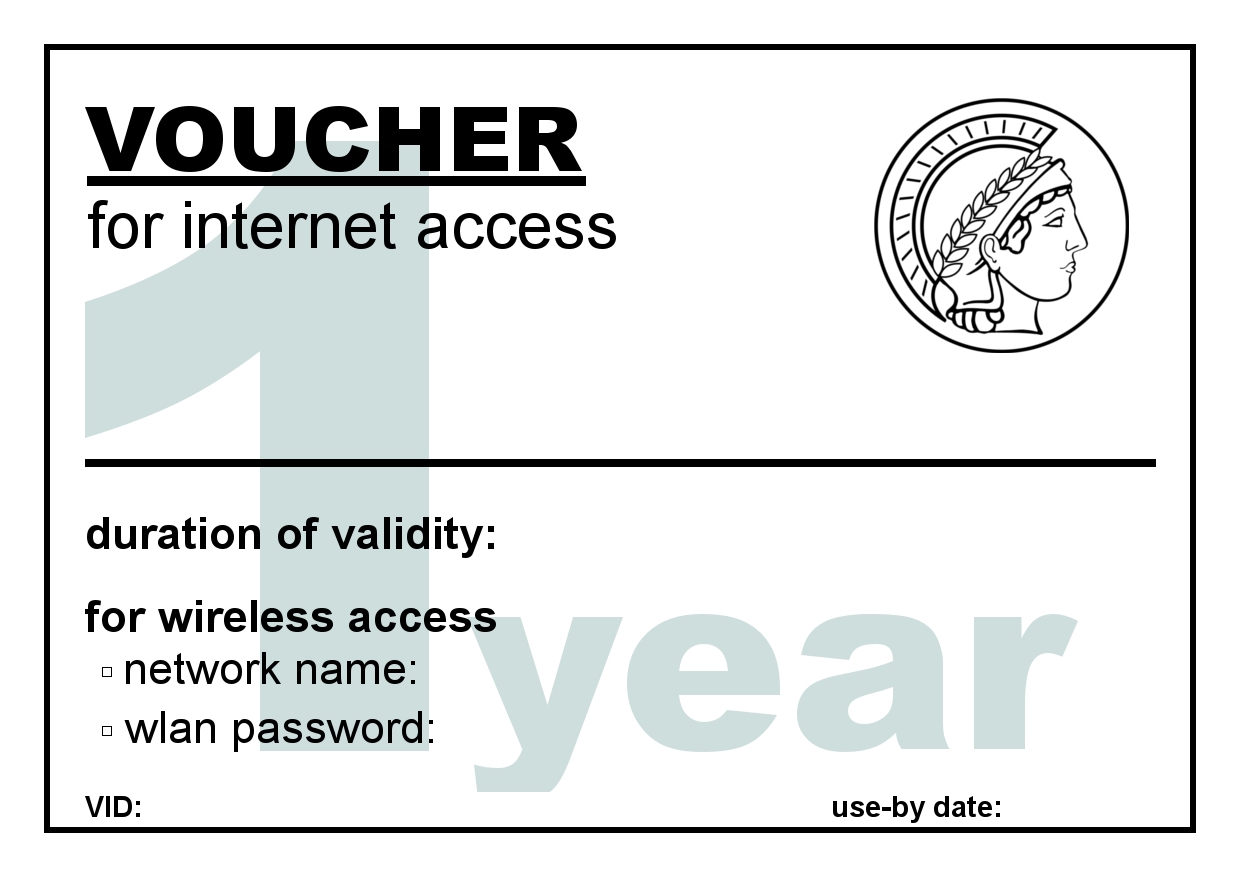 VOUCHER
for internet access
1 year
duration of validity:
for wireless access
▫ network name:
▫ wlan password:
VID:
use-by date: